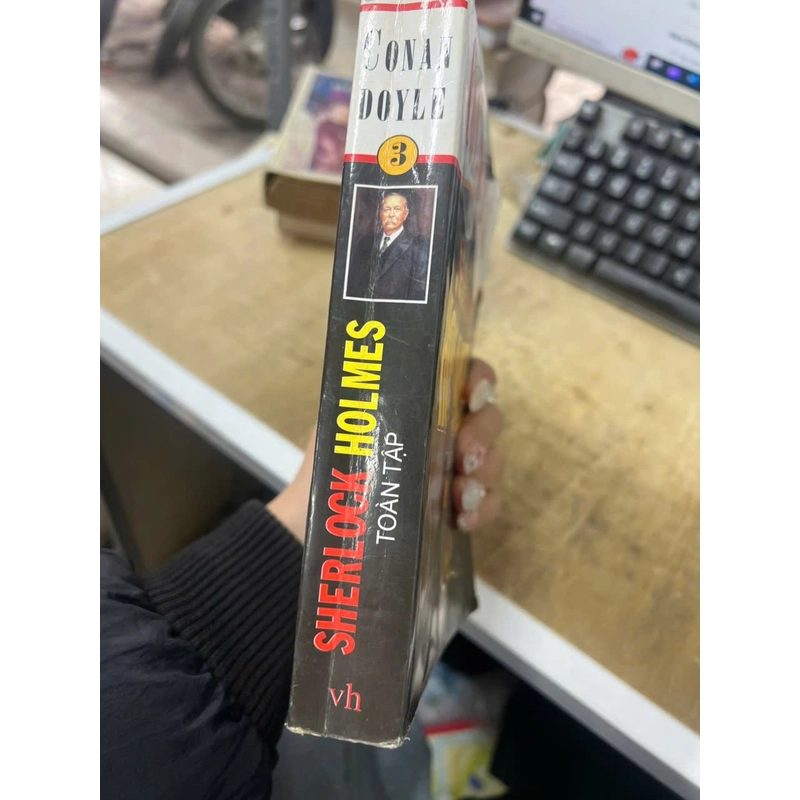 CONAN
DOYLE
3
SHERLOCK HOLMES
TOÀN TẬP
vh